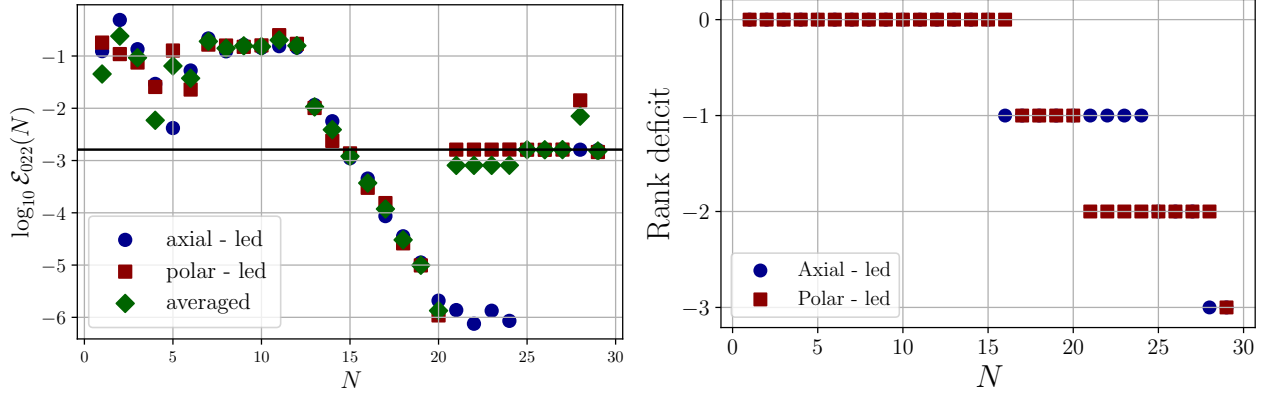 log₁₀ ℰ₀₂₂(N)
−1
−2
−3
−4
−5
−6
axial - led
polar - led
averaged
0 5 10 15 20 25 30
N
Rank deficit
0
−1
−2
−3
Axial - led
Polar - led
0 5 10 15 20 25 30
N